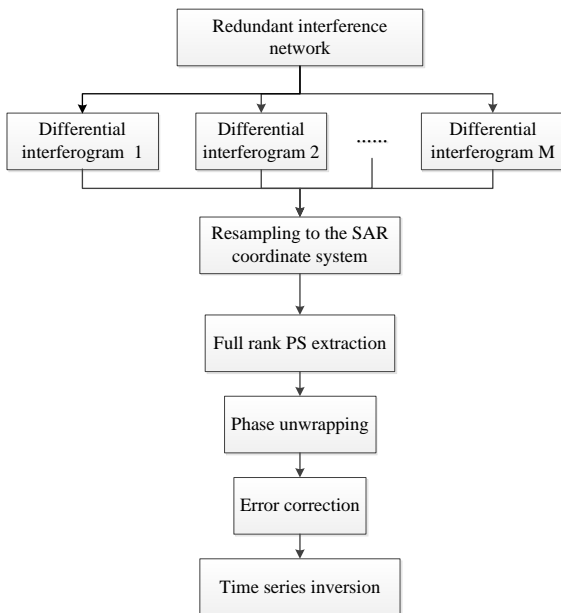 Redundant interference
network
Differential
interferogram 1
Differential
interferogram 2
......
Differential
interferogram M
Resampling to the SAR
coordinate system
Full rank PS extraction
Phase unwrapping
Error correction
Time series inversion